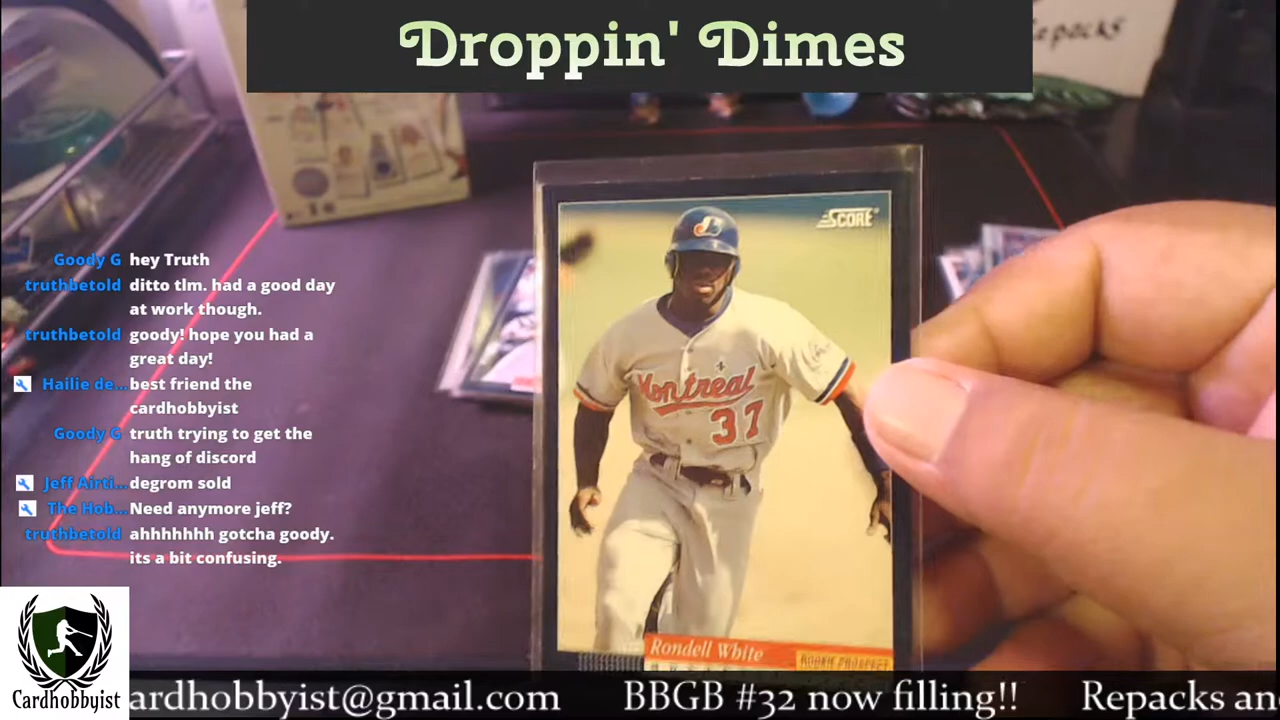 Droppin' Dimes
epacks
Goody G hey Truth
truthbetold ditto tlm. had a good day
at work though.
truthbetold goody! hope you had a
great day!
Hailie de... best friend the
cardhobbyist
Goody G truth trying to get the
hang of discord
Jeff Airti... degrom sold
The Hob... Need anymore jeff?
truthbetold ahhhhhhh gotcha goody.
its a bit confusing.
SCORE
Montreal
37
Rondell White
ROOKIE PROSPECT
Cardhobbyist
ardhobbyist@gmail.com BBGB #32 now filling!! Repacks an